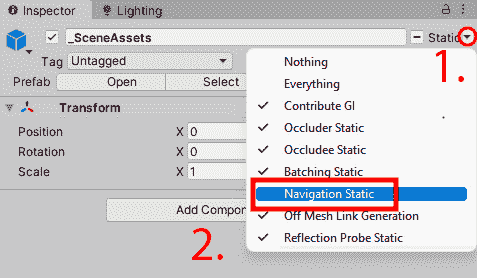 Inspector Lighting
_SceneAssets Static
1.
Tag Untagged
Prefab Open Select
Transform
Position X 0
Rotation X 0
Scale X 1
Add Compon
2.
Nothing
Everything
Contribute GI
Occluder Static
Occludee Static
Batching Static
Navigation Static
Off Mesh Link Generation
Reflection Probe Static